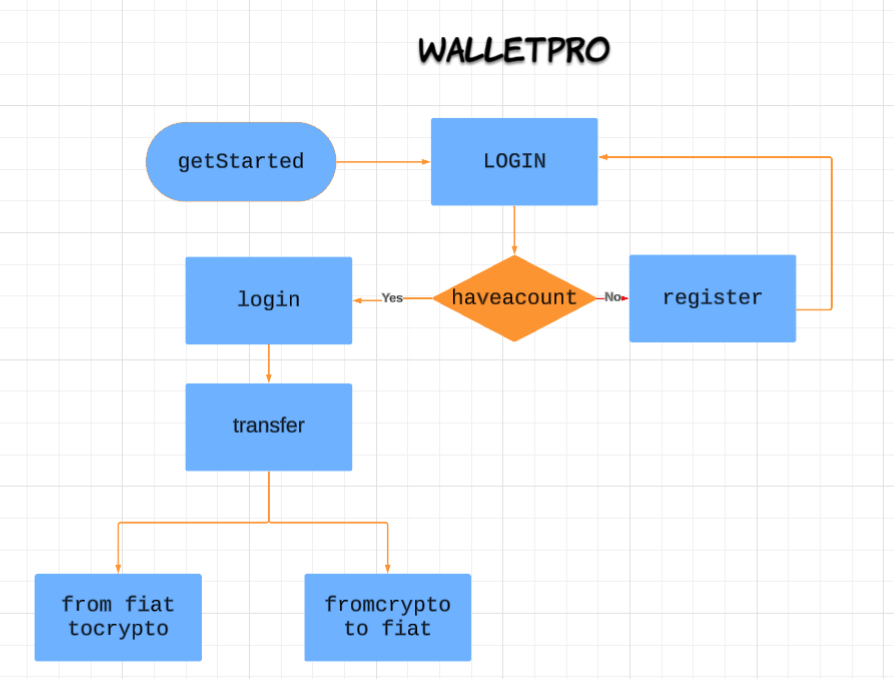 WALLETPRO
getStarted
LOGIN
haveacount
Yes
No
login
register
transfer
from fiat
tocrypto
fromcrypto
to fiat